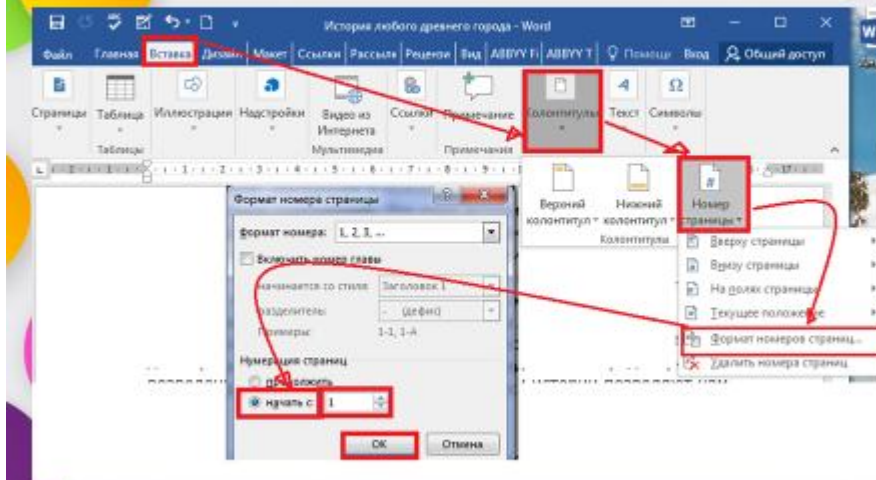 История любого древнего города - Word
Файл Главная Вставка Дизайн Макет Ссылки Рассылк Рецензи Вид ABBYY Fi ABBYY T Помощь Вход Общий доступ
Страницы Таблица Иллюстрации Надстройки Видео из Интернета Ссылки Примечание Колонтитулы Текст Символы
Таблицы Мультимедиа Примечания
Верхний колонтитул Нижний колонтитул Номер страницы
Колонтитулы
Вверху страницы
Внизу страницы
На полях страницы
Текущее положение
Формат номеров страниц...
Удалить номера страниц
Формат номера страницы
Формат номера: 1, 2, 3, ...
Включить номер главы
начинается со стиля Заголовок 1
разделитель: - (дефис)
Примеры: 1-1, 1-A
Нумерация страниц
продолжить
начать с: 1
ОК Отмена